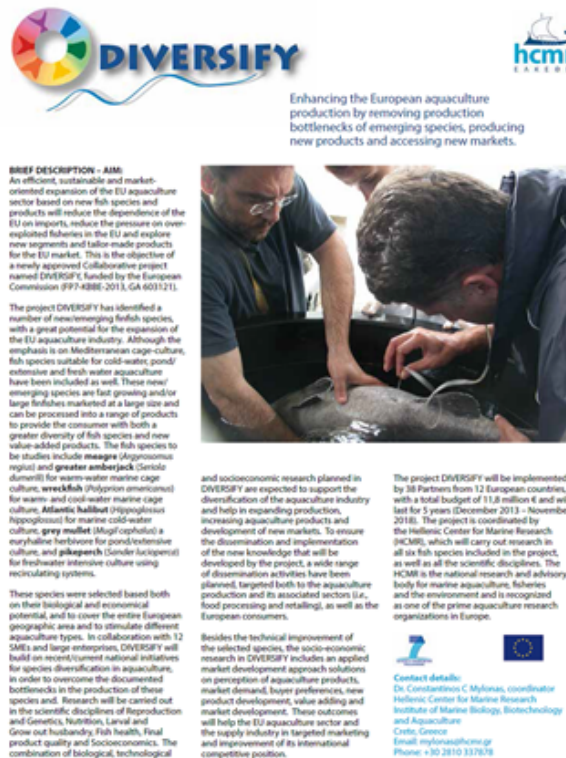 DIVERSIFY
hcmr
Ε Λ Κ Ε Θ
Enhancing the European aquaculture
production by removing production
bottlenecks of emerging species, producing
new products and accessing new markets.
BRIEF DESCRIPTION – AIM:
An efficient, sustainable and market-
oriented expansion of the EU aquaculture
sector based on new fish species and
products will reduce the dependence of the
EU on imports, reduce the pressure on over-
exploited fisheries in the EU and explore
new segments and tailor-made products
for the EU market. This is the objective of
a newly approved Collaborative project
named DIVERSIFY, funded by the European
Commission (FP7-KBBE-2013, GA 603121).
The project DIVERSIFY has identified a
number of new/emerging finfish species,
with a great potential for the expansion of
the EU aquaculture industry. Although the
emphasis is on Mediterranean cage-culture,
fish species suitable for cold-water, pond/
extensive and fresh water aquaculture
have been included as well. These new/
emerging species are fast growing and/or
large finfishes marketed at a large size and
can be processed into a range of products
to provide the consumer with both a
greater diversity of fish species and new
value-added products. The fish species to
be studies include meagre (Argyrosomus
regius) and greater amberjack (Seriola
dumerili) for warm-water marine cage
culture, wreckfish (Polyprion americanus)
for warm- and cool-water marine cage
culture, Atlantic halibut (Hippoglossus
hippoglossus) for marine cold-water
culture, grey mullet (Mugil cephalus) a
euryhaline herbivore for pond/extensive
culture, and pikeperch (Sander lucioperca)
for freshwater intensive culture using
recirculating systems.
These species were selected based both
on their biological and economical
potential, and to cover the entire European
geographic area and to stimulate different
aquaculture types. In collaboration with 12
SMEs and large enterprises, DIVERSIFY will
build on recent/current national initiatives
for species diversification in aquaculture,
in order to overcome the documented
bottlenecks in the production of these
species and. Research will be carried out
in the scientific disciplines of Reproduction
and Genetics, Nutrition, Larval and
Grow out husbandry, Fish health, Final
product quality and Socioeconomics. The
combination of biological, technological
and socioeconomic research planned in
DIVERSIFY are expected to support the
diversification of the aquaculture industry
and help in expanding production,
increasing aquaculture products and
development of new markets. To ensure
the dissemination and implementation
of the new knowledge that will be
developed by the project, a wide range
of dissemination activities have been
planned, targeted both to the aquaculture
production and its associated sectors (i.e.,
food processing and retailing), as well as the
European consumers.
Besides the technical improvement of
the selected species, the socio-economic
research in DIVERSIFY includes an applied
market development approach solutions
on perception of aquaculture products,
market demand, buyer preferences, new
product development, value adding and
market development. These outcomes
will help the EU aquaculture sector and
the supply industry in targeted marketing
and improvement of its international
competitive position.
The project DIVERSIFY will be implemented
by 38 Partners from 12 European countries,
with a total budget of 11,8 million € and wi
last for 5 years (December 2013 – Novembe
2018). The project is coordinated by
the Hellenic Center for Marine Research
(HCMR), which will carry out research in
all six fish species included in the project,
as well as all the scientific disciplines. The
HCMR is the national research and advisory
body for marine aquaculture, fisheries
and the environment and is recognized
as one of the prime aquaculture research
organizations in Europe.
Contact details:
Dr. Constantinos C Mylonas, coordinator
Hellenic Center for Marine Research
Institute of Marine Biology, Biotechnology
and Aquaculture
Crete, Greece
Email: mylonas@hcmr.gr
Phone: +30 2810 337878